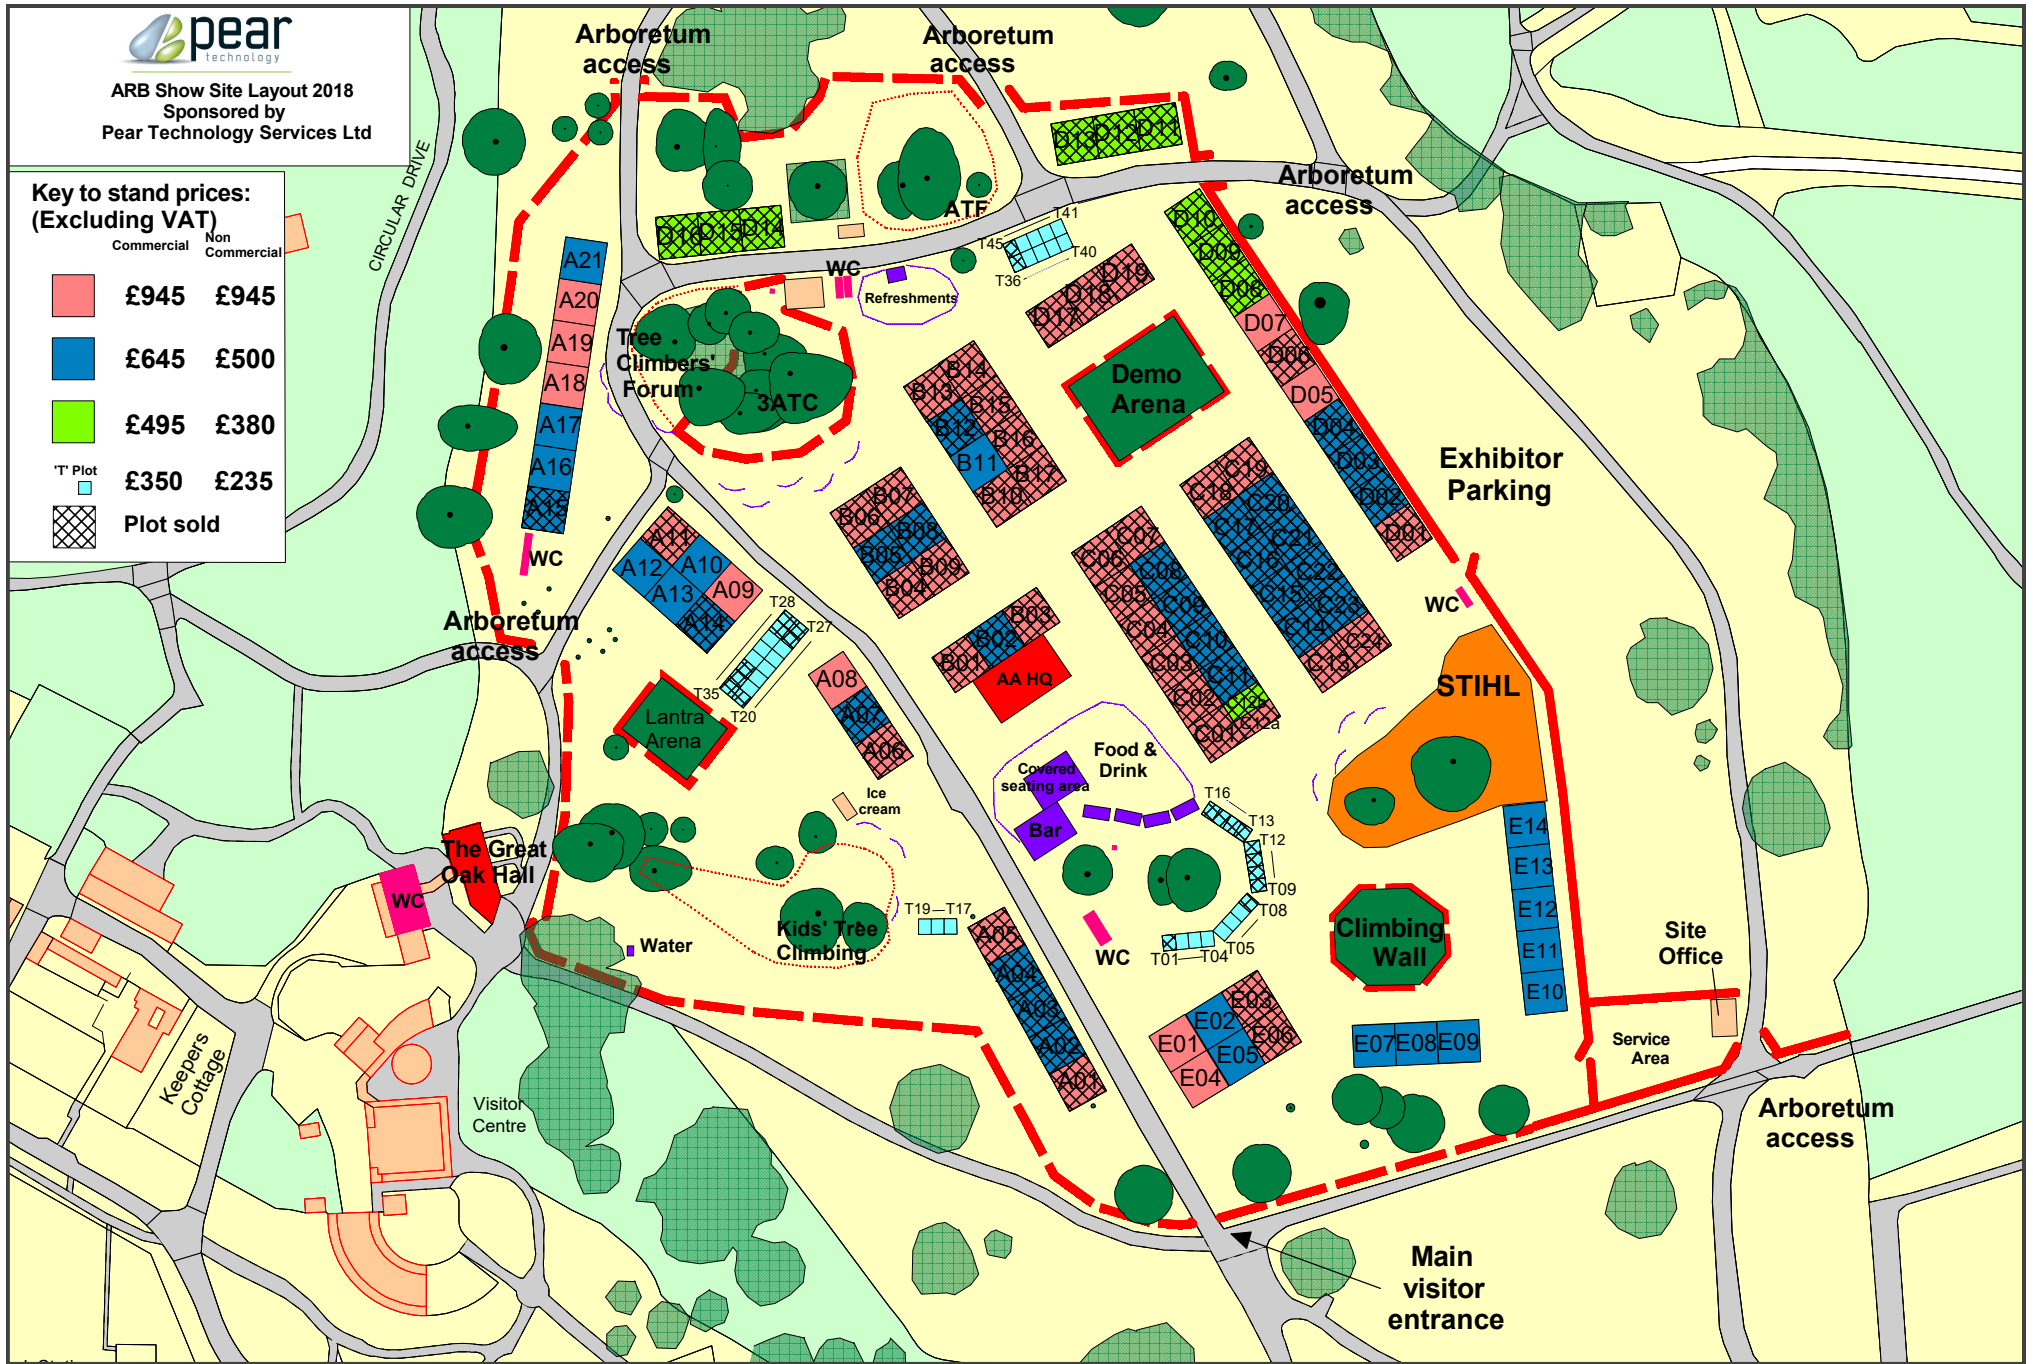 pear
technology
ARB Show Site Layout 2018
Sponsored by
Pear Technology Services Ltd
Key to stand prices:
(Excluding VAT)
Commercial
Non
Commercial
£945 £945
£645 £500
£495 £380
'T' Plot
£350 £235
Plot sold
CIRCULAR DRIVE
Arboretum
access
Arboretum
access
Arboretum
access
D13
D12
D11
D16
D15
D14
ATF
T41
T45
T40
T36
D10
D09
D08
D07
D06
D05
D04
D03
D02
D01
D19
D18
D17
WC
Refreshments
A21
A20
A19
A18
A17
A16
A15
WC
Tree
Climbers'
Forum
3ATC
Demo
Arena
Exhibitor
Parking
B14
B13
B15
B12
B16
B11
B17
B10
B07
B06
B08
B05
B09
B04
B03
B02
B01
AA HQ
C19
C18
C20
C17
C21
C16
C22
C15
C23
C14
C24
C13
C07
C06
C08
C05
C09
C04
C10
C03
C11
C02
C12b
C12a
C01
WC
STIHL
Arboretum
access
A11
A12
A10
A13
A09
A14
T28
T27
T35
T20
Lantra
Arena
A08
A07
A06
Ice
cream
Food &
Drink
Covered
seating area
Bar
T16
T13
T12
T09
T08
T05
T04
T01
WC
The Great
Oak Hall
WC
Water
Kids' Tree
Climbing
T19
T17
A05
A04
A03
A02
A01
E03
E02
E06
E01
E05
E04
Climbing
Wall
E14
E13
E12
E11
E10
E07
E08
E09
Site
Office
Service
Area
Arboretum
access
Keepers
Cottage
Visitor
Centre
Main
visitor
entrance